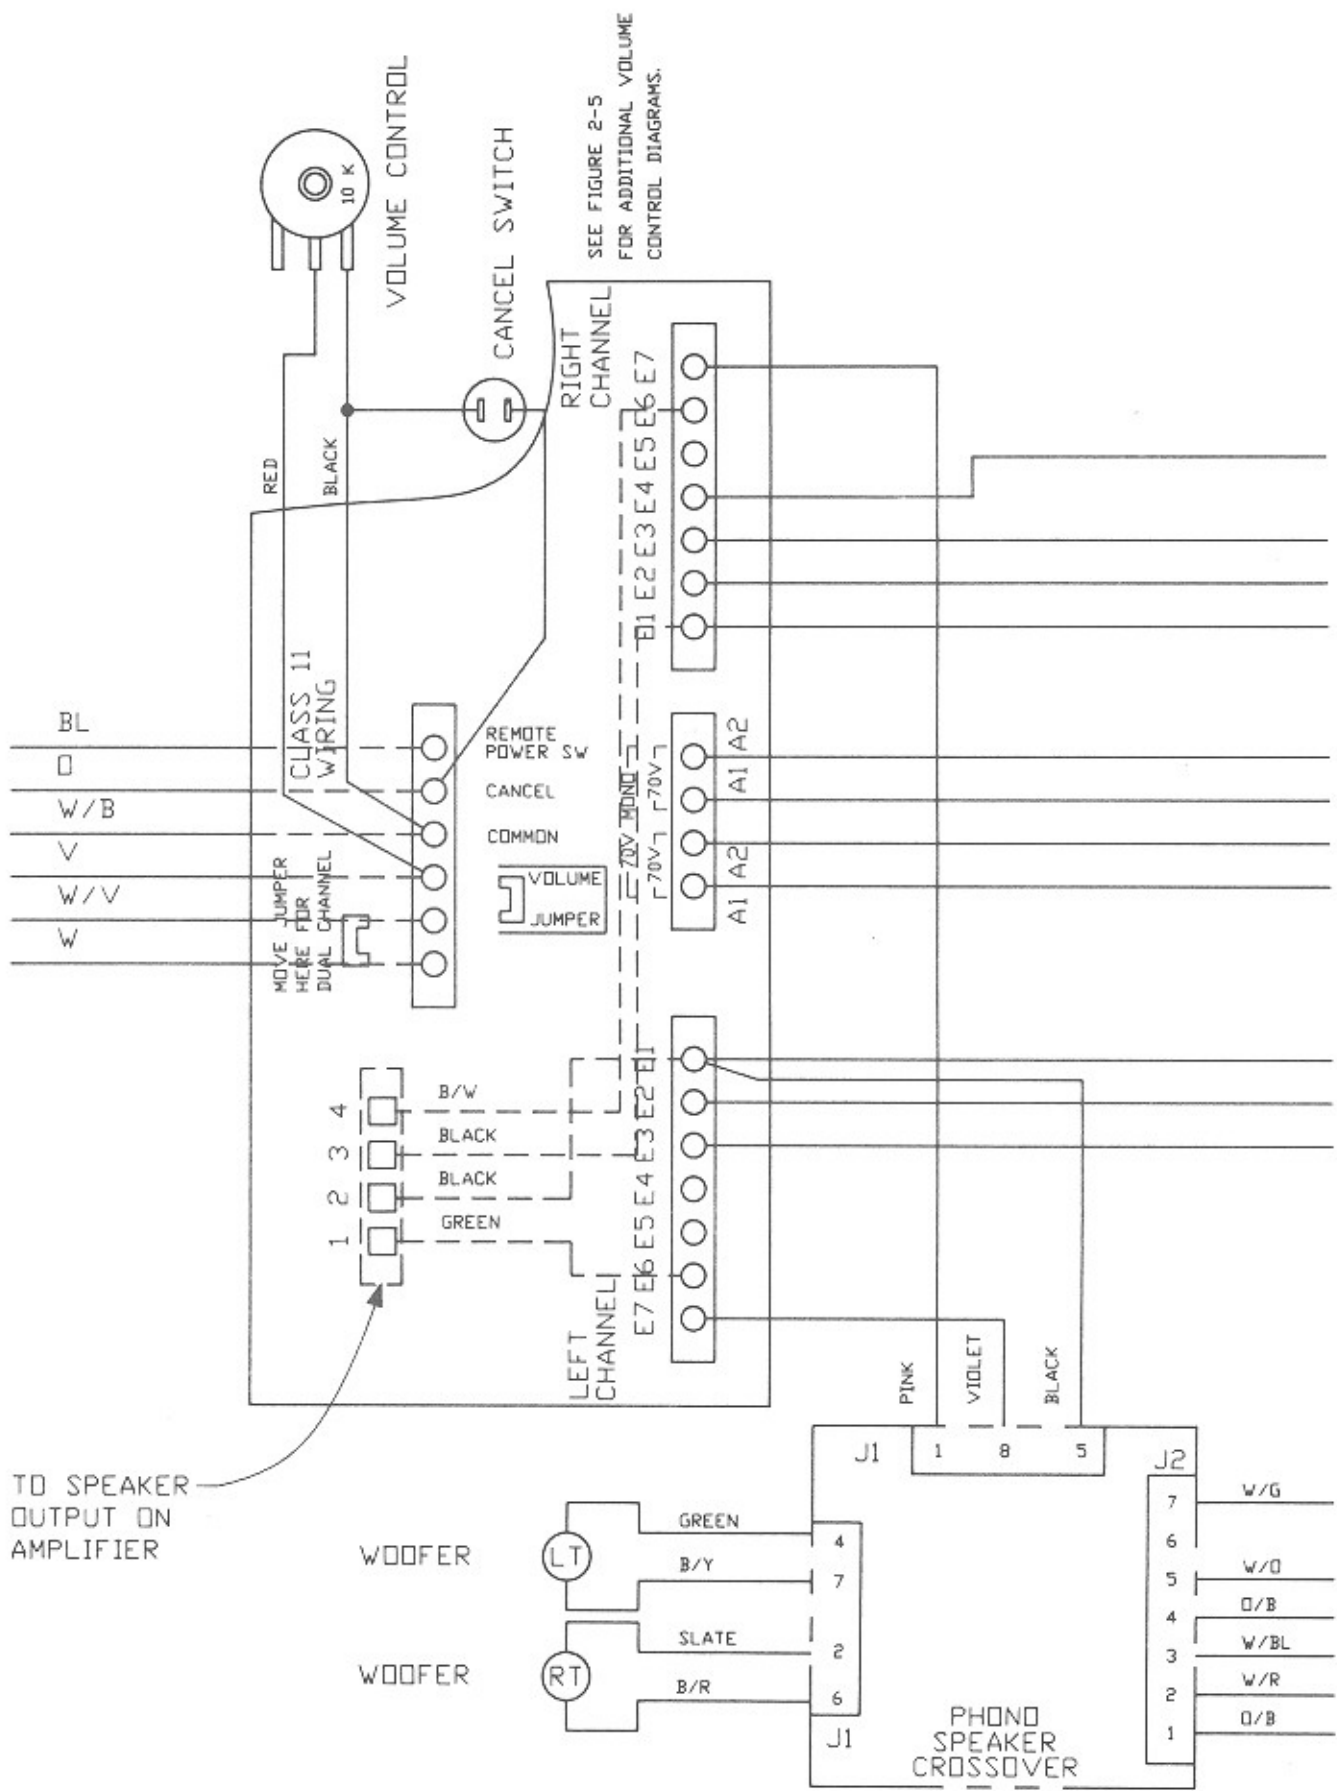 VOLUME CONTROL
10 K
CANCEL SWITCH
SEE FIGURE 2-5
FOR ADDITIONAL VOLUME
CONTROL DIAGRAMS.
RED
BLACK
RIGHT
CHANNEL
E7
E6
E5
E4
E3
E2
E1
CLASS 11
WIRING
BL
O
W/B
V
W/V
W
REMOTE
POWER SW
CANCEL
COMMON
VOLUME
JUMPER
MOVE JUMPER
HERE FOR
DUAL CHANNEL
70V MONO
70V
70V
A2
A1
A2
A1
4
3
2
1
B/W
BLACK
BLACK
GREEN
E1
E2
E3
E4
E5
E6
E7
LEFT
CHANNEL
TO SPEAKER
OUTPUT ON
AMPLIFIER
PINK
VIOLET
BLACK
J1 1 8 5 J2
WOOFER LT
GREEN 4
B/Y 7
WOOFER RT
SLATE 2
B/R 6
J1
7 W/G
6
5 W/O
4 O/B
3 W/BL
2 W/R
1 O/B
PHONO
SPEAKER
CROSSOVER